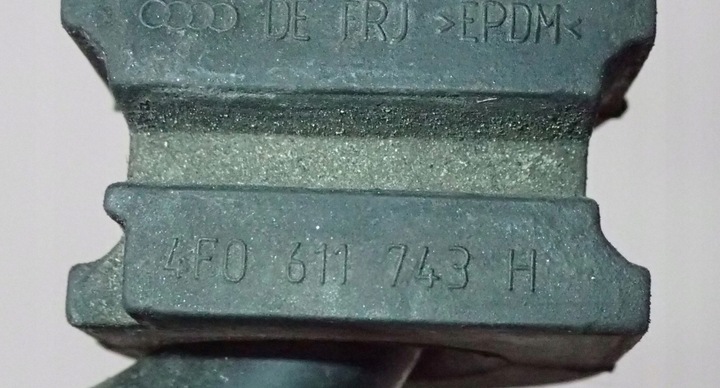 DE FRJ >EPDM<
4F0 611 743 H